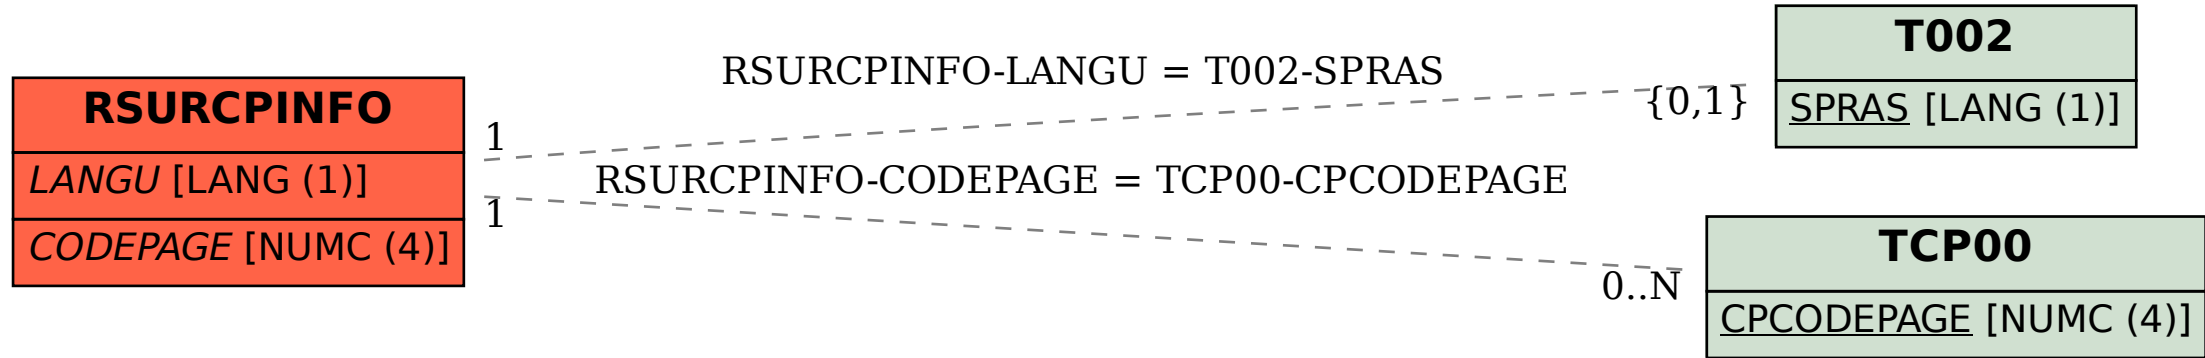 RSURCPINFO
LANGU [LANG (1)]
CODEPAGE [NUMC (4)]
RSURCPINFO-LANGU = T002-SPRAS
1
{0,1}
RSURCPINFO-CODEPAGE = TCP00-CPCODEPAGE
1
0..N
T002
SPRAS [LANG (1)]
TCP00
CPCODEPAGE [NUMC (4)]